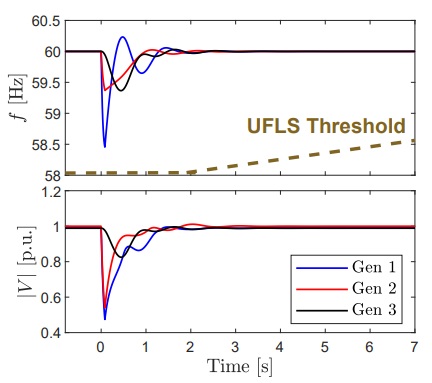 60.5
60
59.5
59
58.5
58
f [Hz]
UFLS Threshold
1.2
1
0.8
0.6
0.4
|V| [p.u.]
Gen 1
Gen 2
Gen 3
0 1 2 3 4 5 6 7
Time [s]